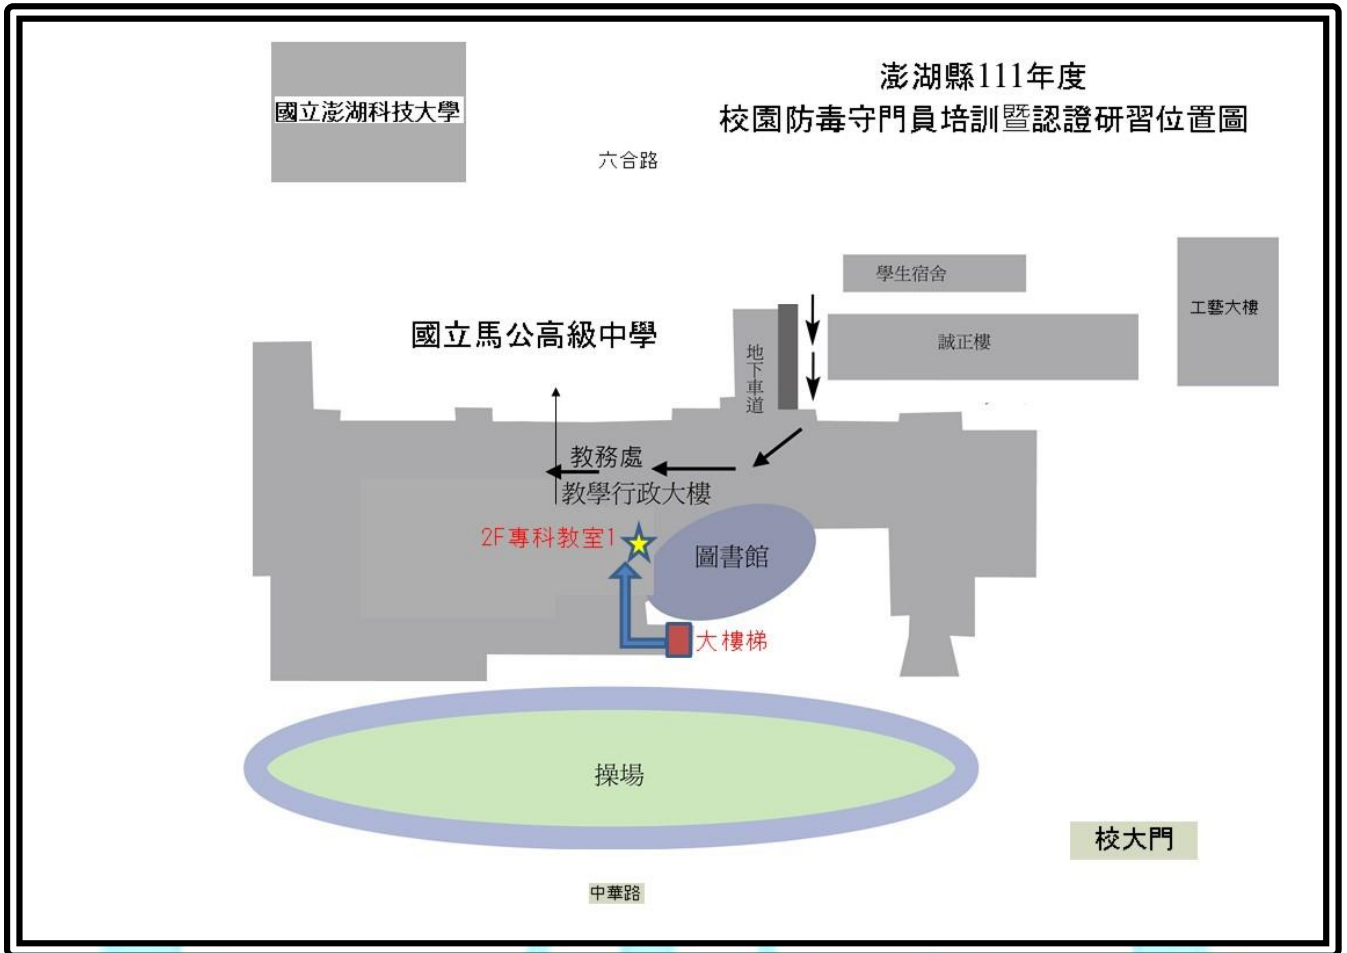 澎湖縣111年度
校園防毒守門員培訓暨認證研習位置圖
國立澎湖科技大學
六合路
學生宿舍
工藝大樓
國立馬公高級中學
誠正樓
地下車道
教務處
教學行政大樓
2F專科教室1
圖書館
大樓梯
操場
校大門
中華路